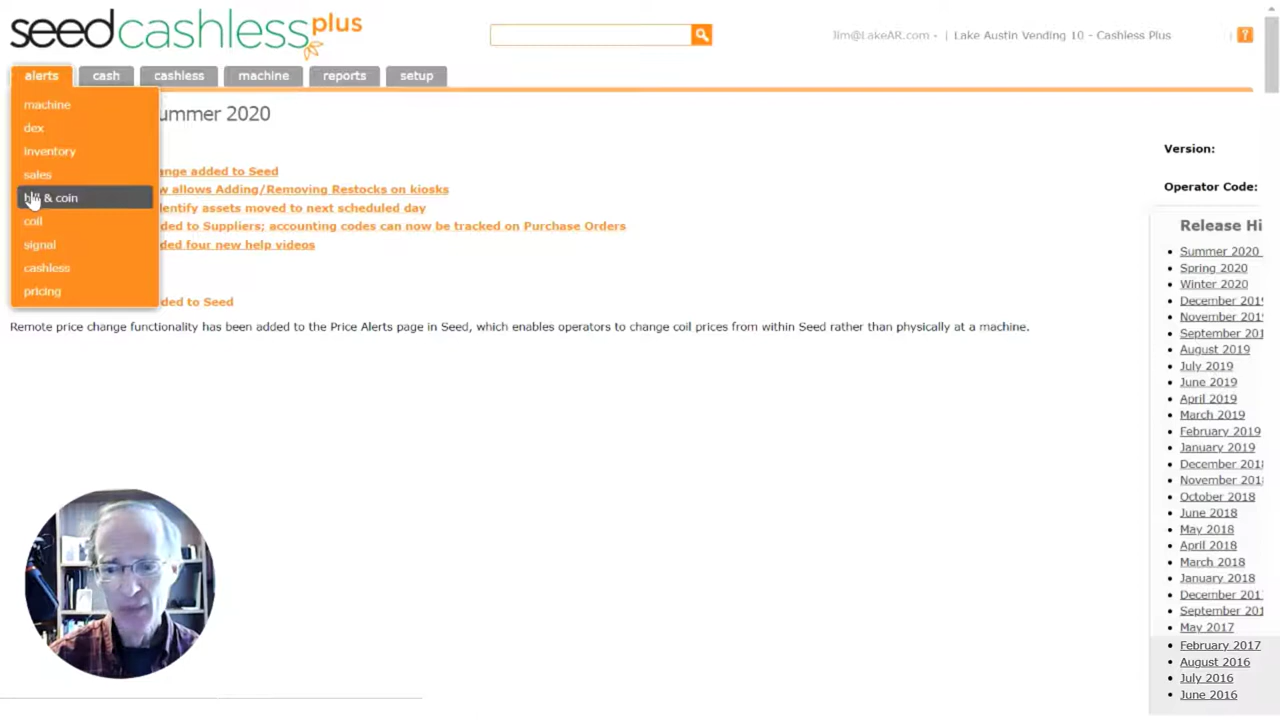 seedcashless plus
Jim@LakeAR.com - | Lake Austin Vending 10 - Cashless Plus | ?
alerts cash cashless machine reports setup
machine
dex
inventory
sales
& coin
coil
signal
cashless
pricing
ummer 2020
ange added to Seed
w allows Adding/Removing Restocks on kiosks
dentify assets moved to next scheduled day
ded to Suppliers; accounting codes can now be tracked on Purchase Orders
ded four new help videos
ded to Seed
Remote price change functionality has been added to the Price Alerts page in Seed, which enables operators to change coil prices from within Seed rather than physically at a machine.
Version:
Operator Code:
Release Hi
Summer 2020
Spring 2020
Winter 2020
December 2019
November 2019
September 201
August 2019
July 2019
June 2019
April 2019
March 2019
February 2019
January 2019
December 2018
November 2018
October 2018
June 2018
May 2018
April 2018
March 2018
January 2018
December 201
September 201
May 2017
February 2017
August 2016
July 2016
June 2016